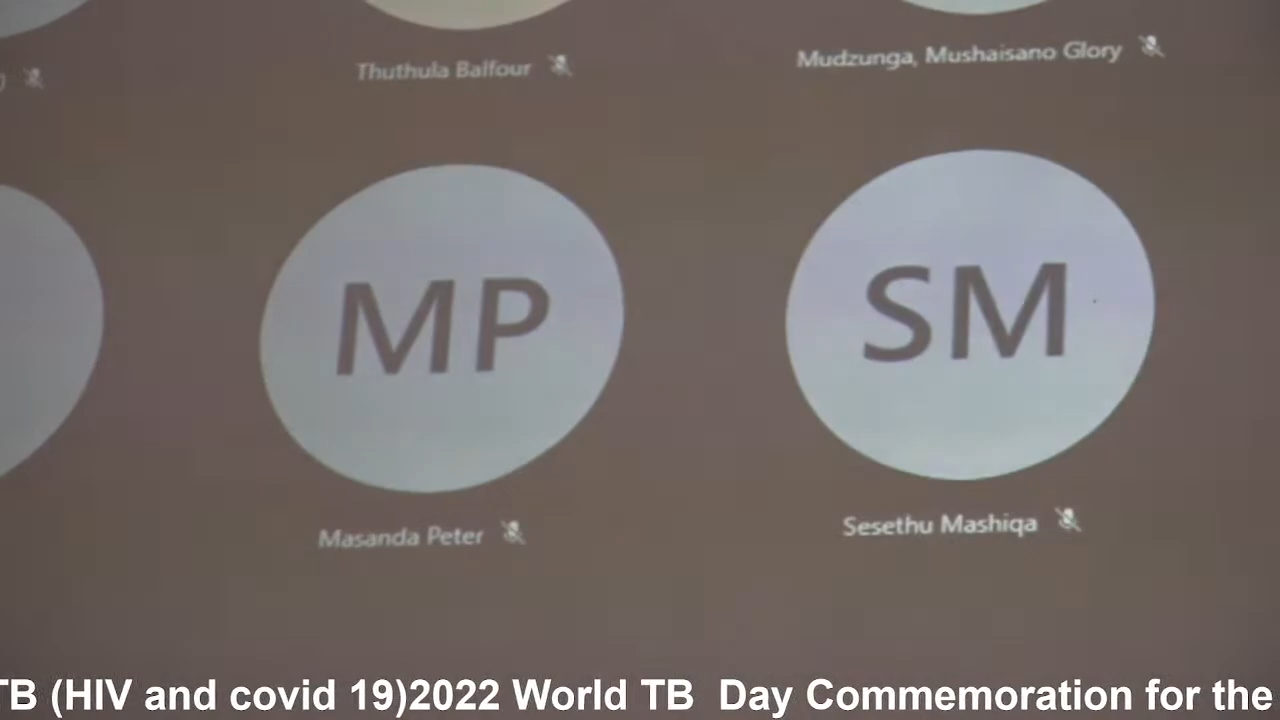 Thuthula Balfour
Mudzunga, Mushaisano Glory
MP
SM
Masanda Peter
Sesethu Mashiqa
TB (HIV and covid 19)2022 World TB  Day Commemoration for the